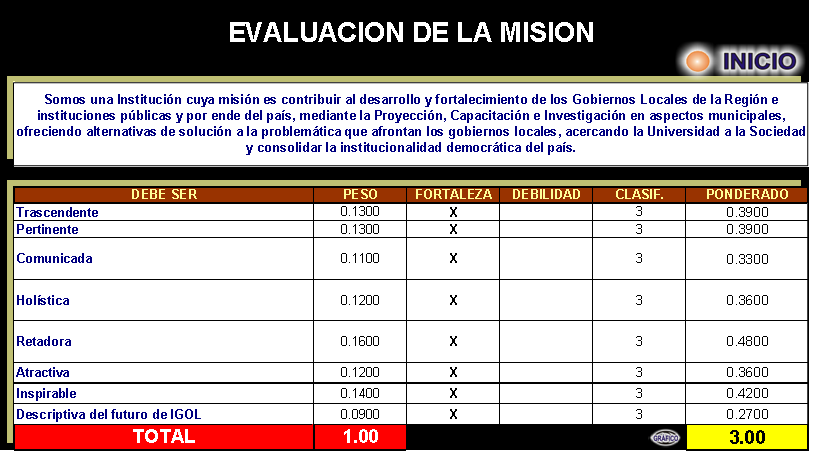 EVALUACION DE LA MISION
INICIO
Somos una Institución cuya misión es contribuir al desarrollo y fortalecimiento de los Gobiernos Locales de la Región e
instituciones públicas y por ende del país, mediante la Proyección, Capacitación e Investigación en aspectos municipales,
ofreciendo alternativas de solución a la problemática que afrontan los gobiernos locales, acercando la Universidad a la Sociedad
y consolidar la institucionalidad democrática del país.
DEBE SER PESO FORTALEZA DEBILIDAD CLASIF. PONDERADO
Trascendente 0.1300 X 3 0.3900
Pertinente 0.1300 X 3 0.3900
Comunicada 0.1100 X 3 0.3300
Holística 0.1200 X 3 0.3600
Retadora 0.1600 X 3 0.4800
Atractiva 0.1200 X 3 0.3600
Inspirable 0.1400 X 3 0.4200
Descriptiva del futuro de IGOL 0.0900 X 3 0.2700
TOTAL 1.00 GRÁFICO 3.00